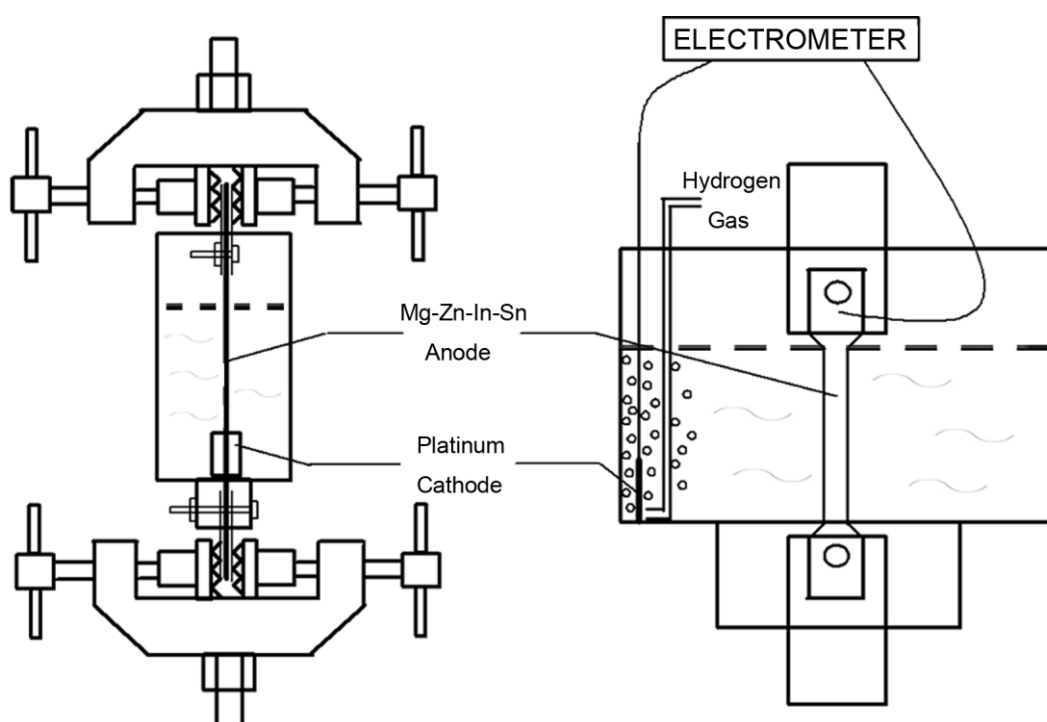 ELECTROMETER
Hydrogen
Gas
Mg-Zn-In-Sn
Anode
Platinum
Cathode